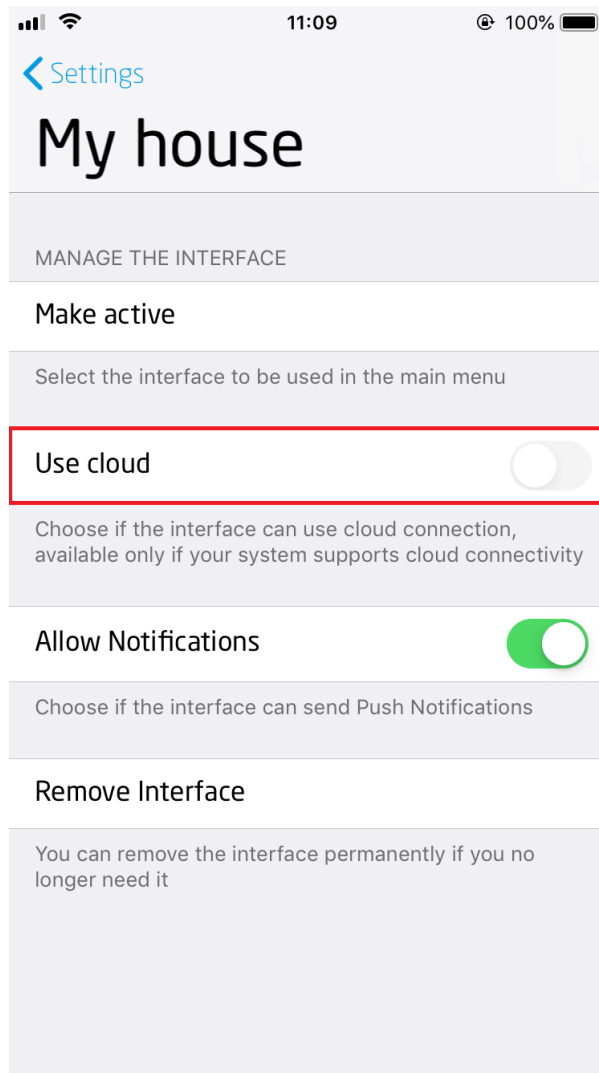 11:09 100%
Settings
My house
MANAGE THE INTERFACE
Make active
Select the interface to be used in the main menu
Use cloud
Choose if the interface can use cloud connection,
available only if your system supports cloud connectivity
Allow Notifications
Choose if the interface can send Push Notifications
Remove Interface
You can remove the interface permanently if you no
longer need it